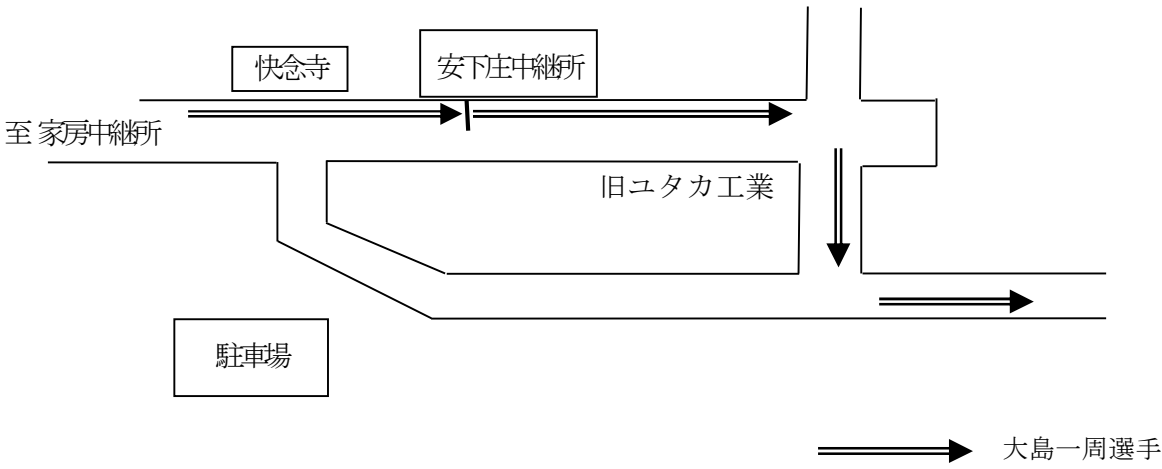 快念寺
安下庄中継所
至 家房中継所
旧ユタカ工業
駐車場
大島一周選手